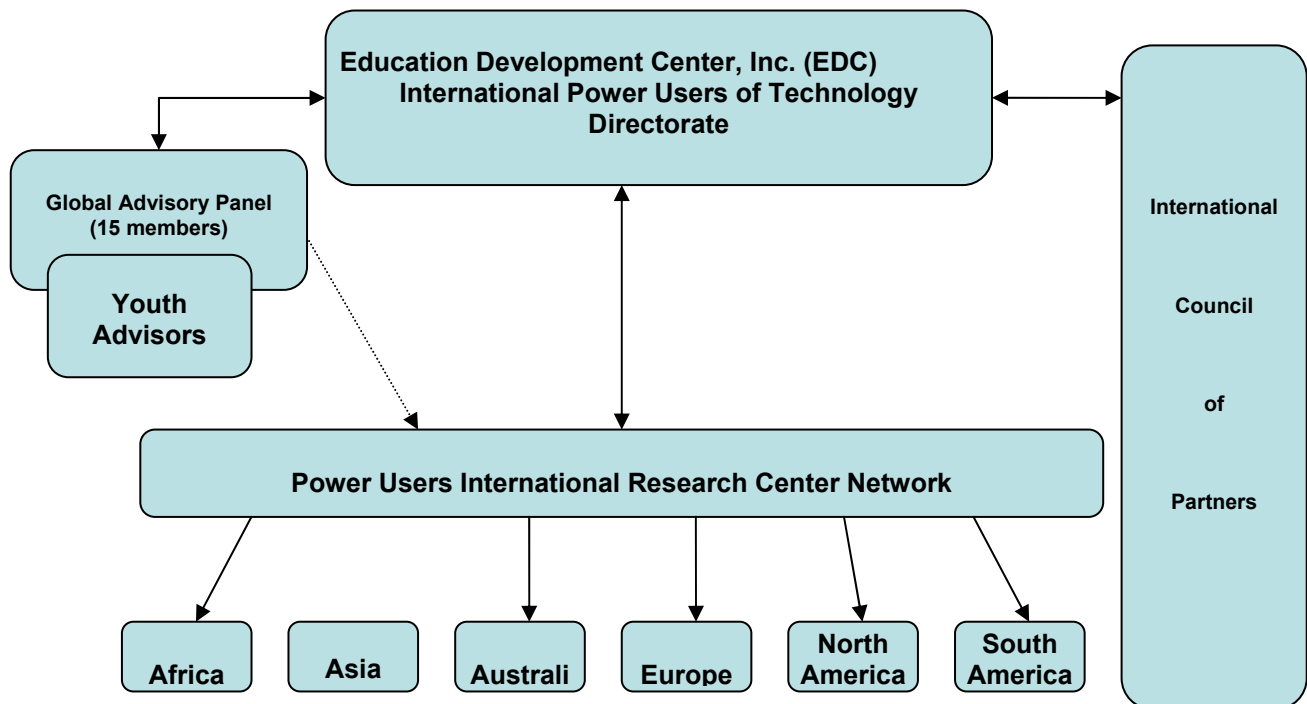 Education Development Center, Inc. (EDC)
International Power Users of Technology
Directorate
Global Advisory Panel
(15 members)
Youth
Advisors
International
Council
of
Partners
Power Users International Research Center Network
Africa
Asia
Australi
Europe
North
America
South
America